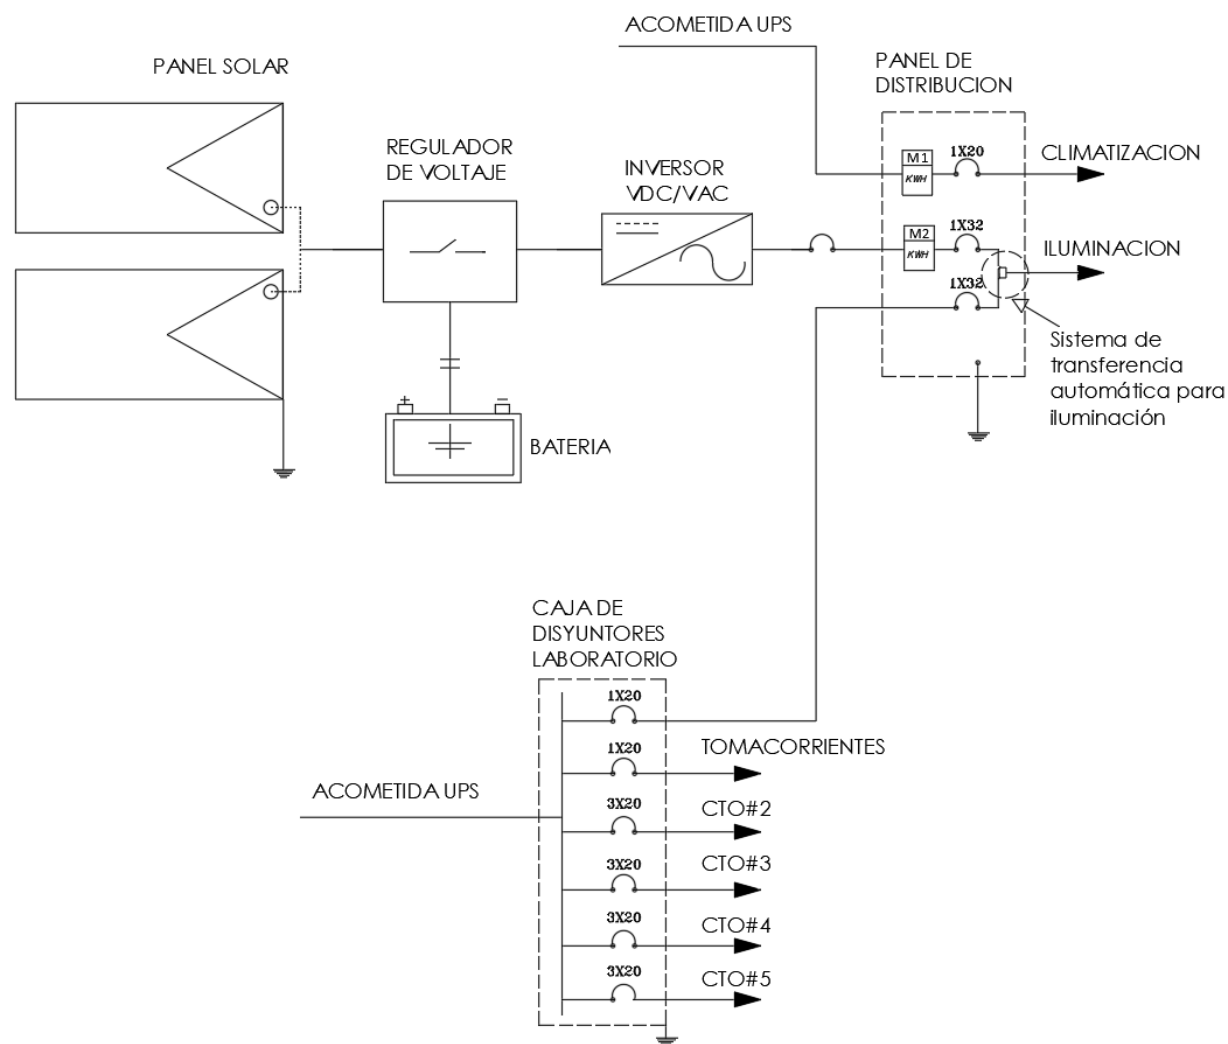 ACOMETIDA UPS
PANEL SOLAR
PANEL DE
DISTRIBUCION
REGULADOR
DE VOLTAJE
INVERSOR
VDC/VAC
M1
KWH
1X20
CLIMATIZACION
M2
KWH
1X32
ILUMINACION
1X32
Sistema de
transferencia
automática para
iluminación
+
−
BATERIA
CAJA DE
DISYUNTORES
LABORATORIO
1X20
1X20
TOMACORRIENTES
ACOMETIDA UPS
3X20
CTO#2
3X20
CTO#3
3X20
CTO#4
3X20
CTO#5